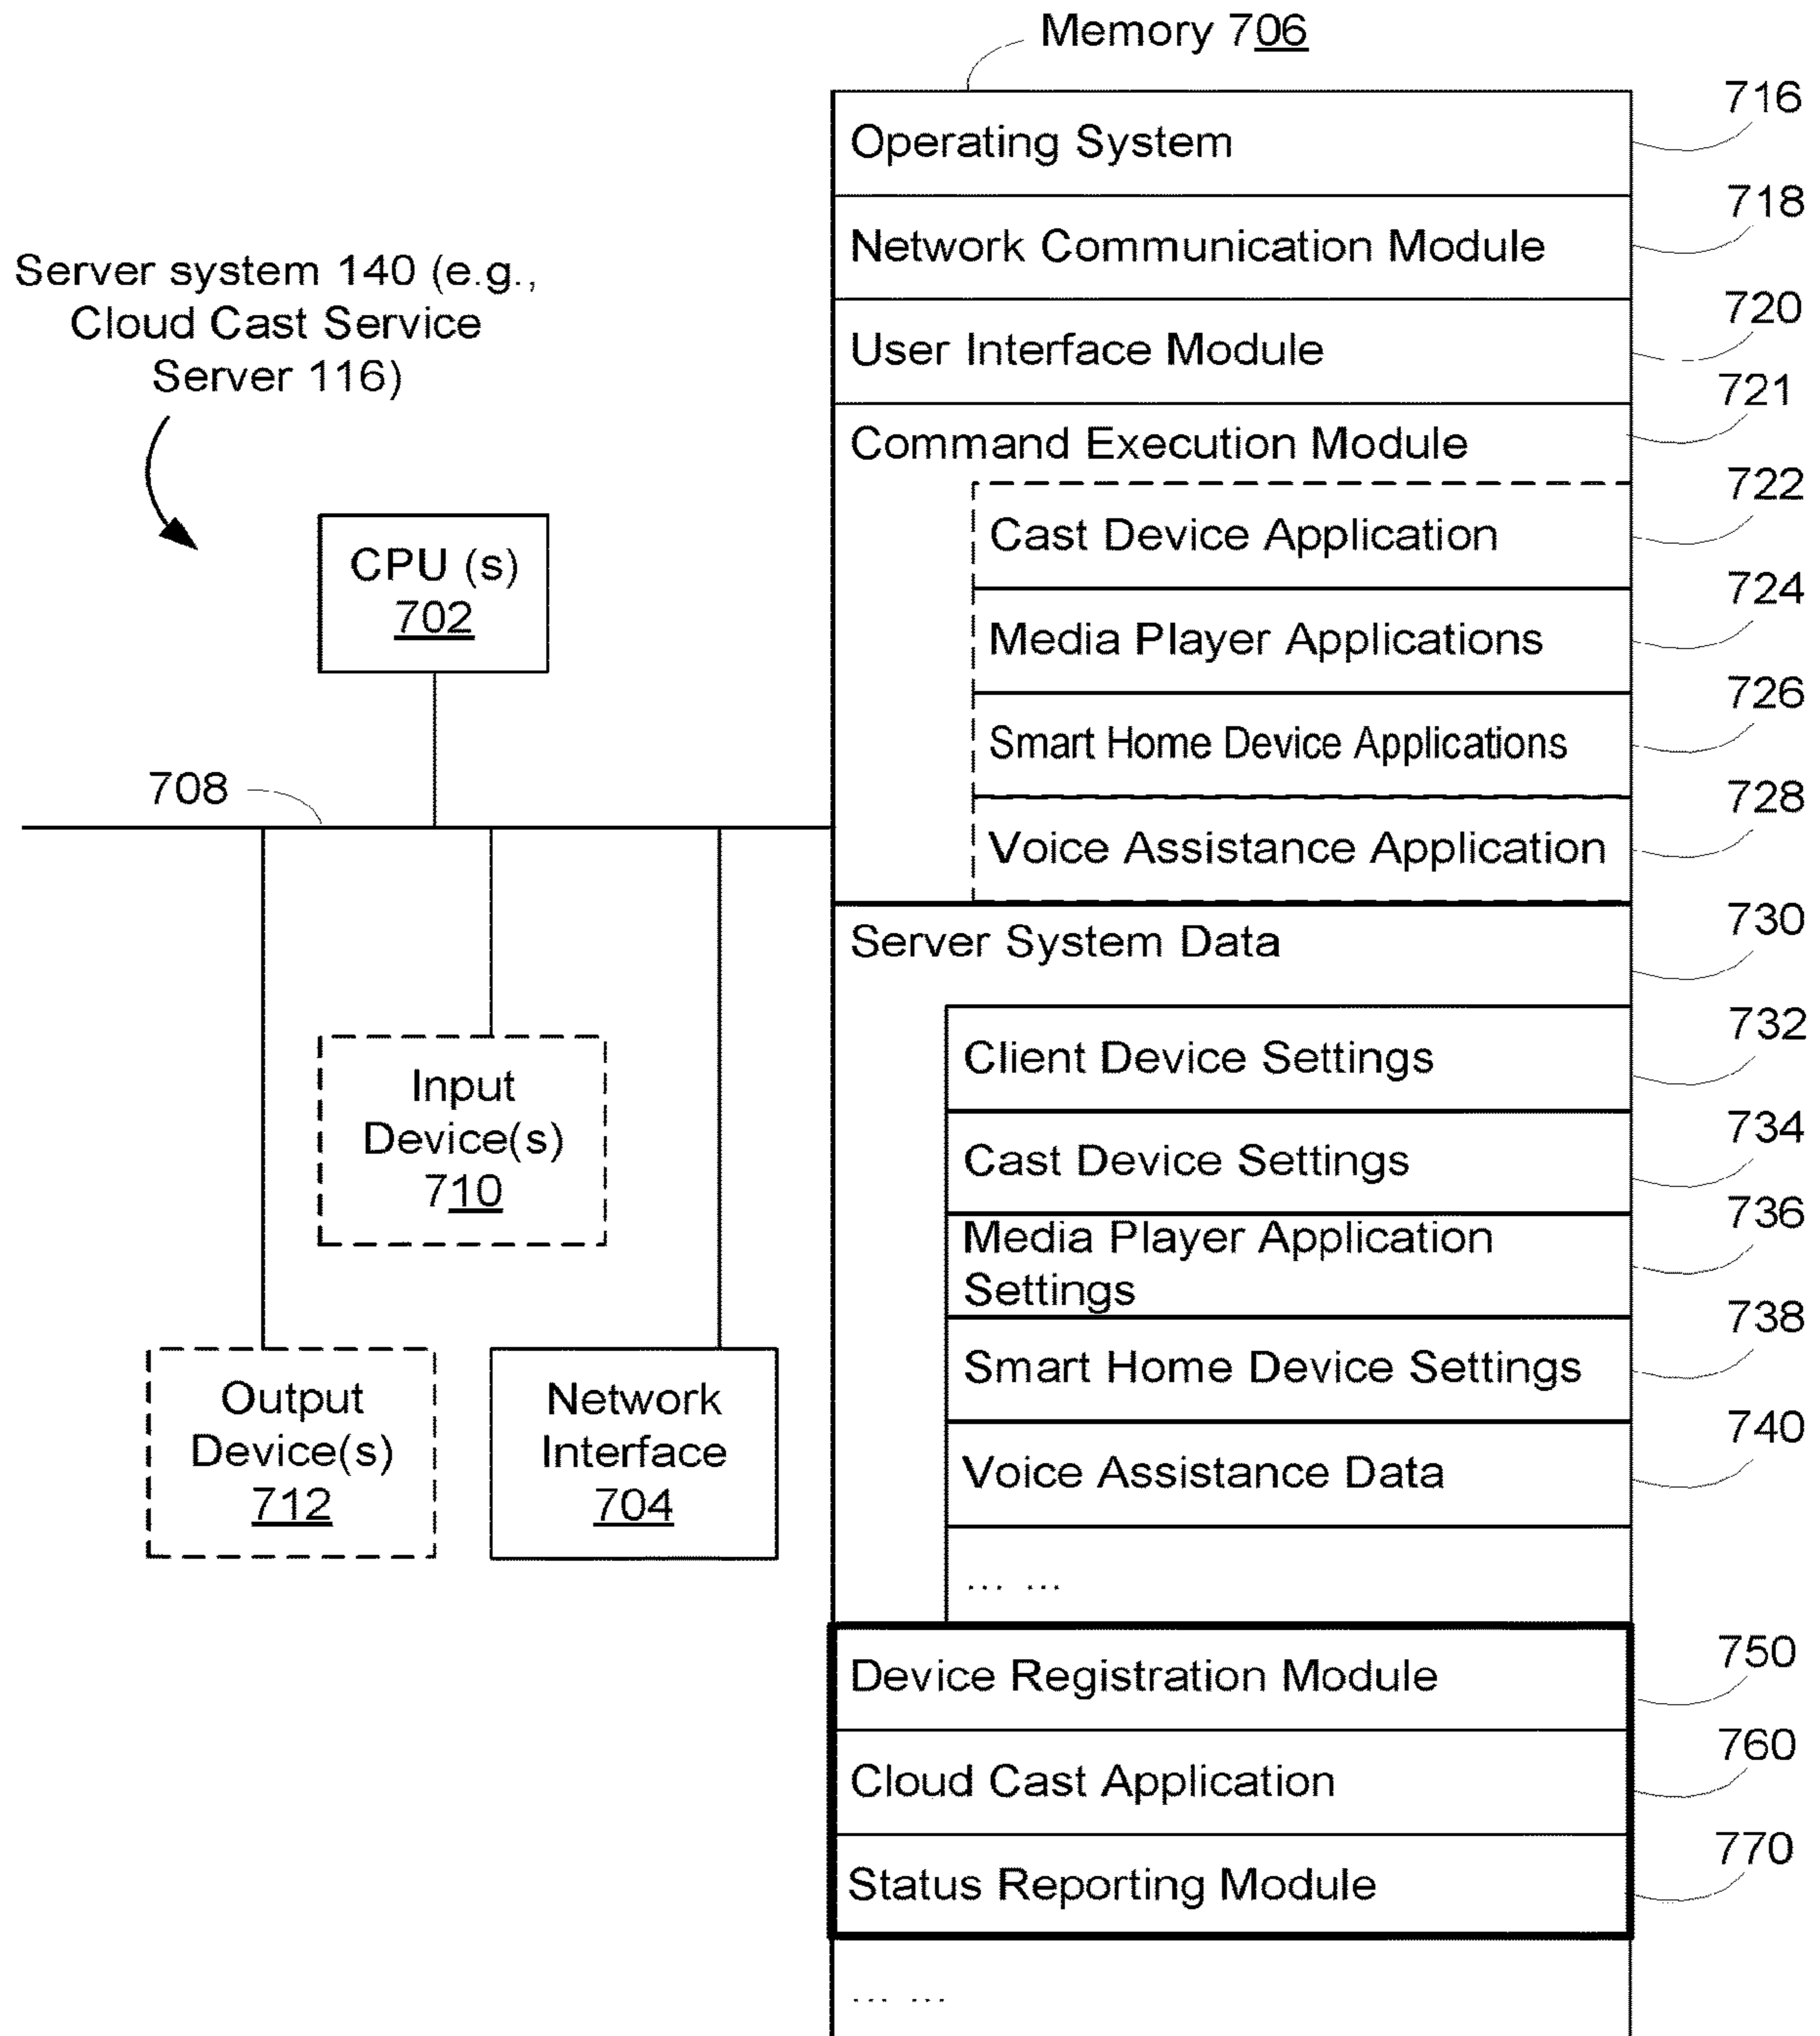 Memory 706
716
Operating System
718
Network Communication Module
Server system 140 (e.g.,
Cloud Cast Service
Server 116)
720
User Interface Module
721
Command Execution Module
722
Cast Device Application
CPU (s)
702
724
Media Player Applications
726
Smart Home Device Applications
708
728
Voice Assistance Application
730
Server System Data
732
Client Device Settings
Input
Device(s)
710
734
Cast Device Settings
736
Media Player Application
Settings
738
Smart Home Device Settings
Output
Device(s)
712
Network
Interface
704
740
Voice Assistance Data
... ...
750
Device Registration Module
760
Cloud Cast Application
770
Status Reporting Module
... ...